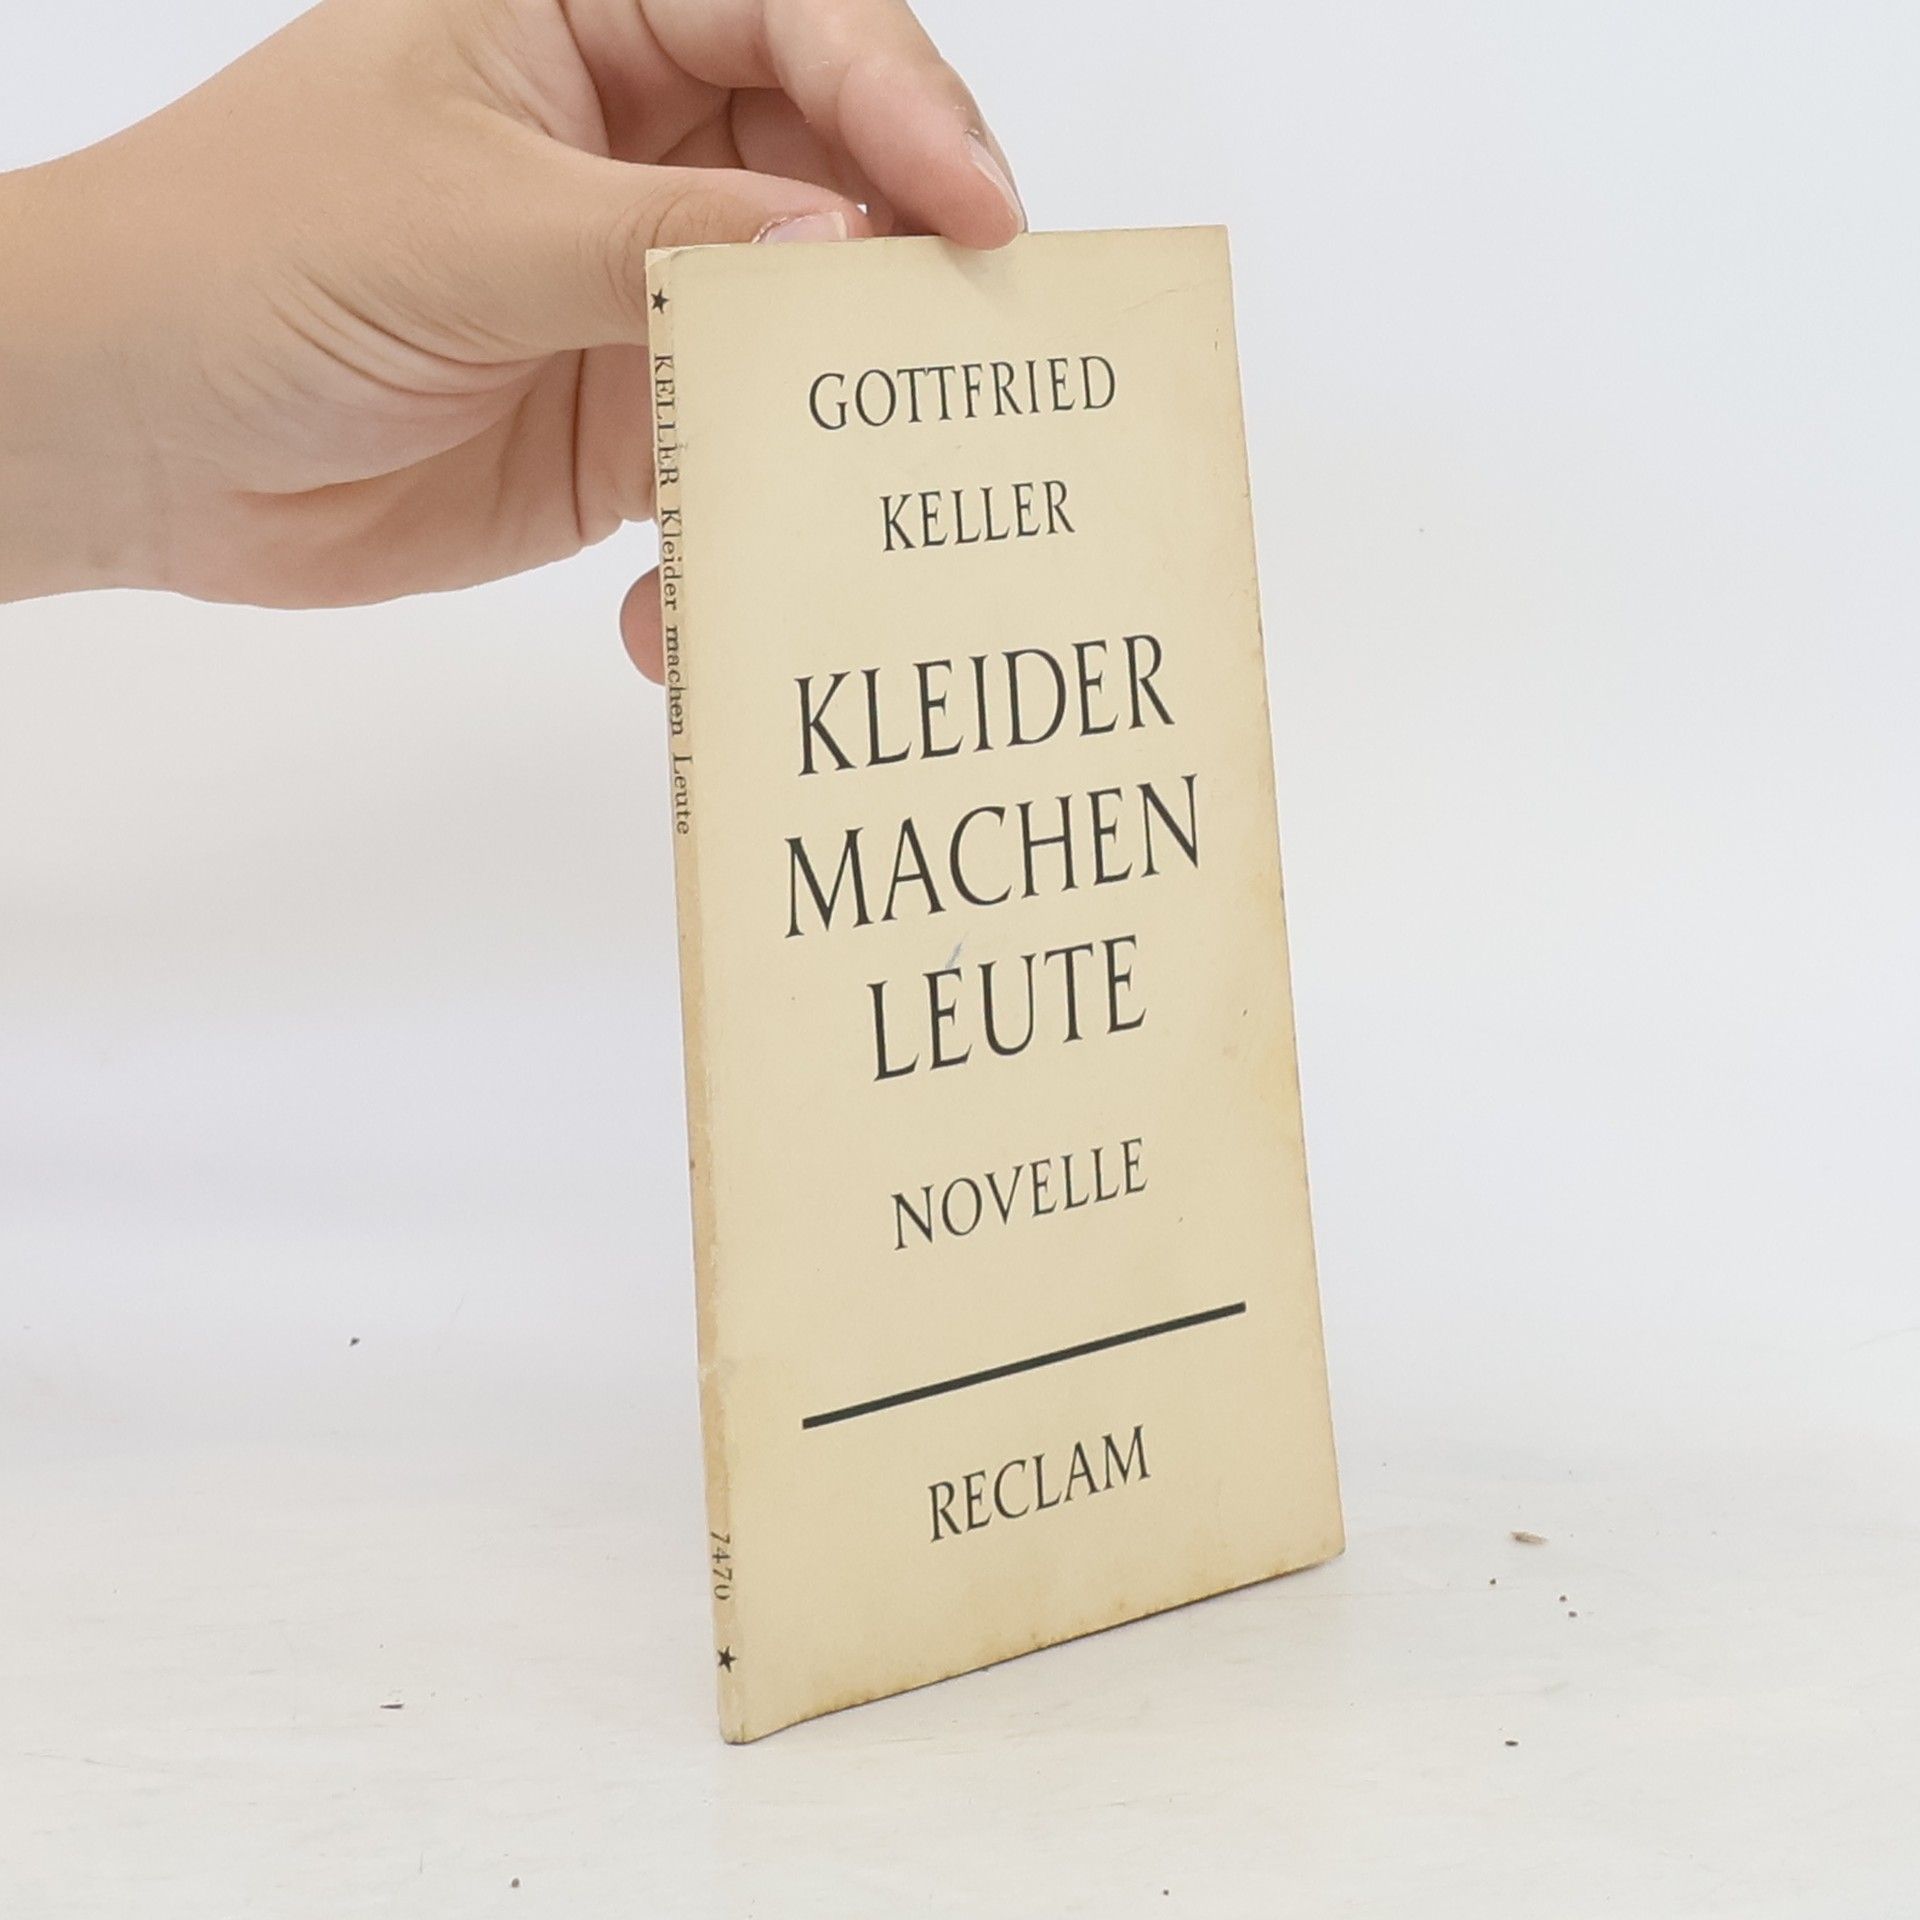 GOTTFRIED
KELLER
KLEIDER
MACHEN
LEUTE
NOVELLE
RECLAM
★ KELLER Kleider machen Leute 7470 ★